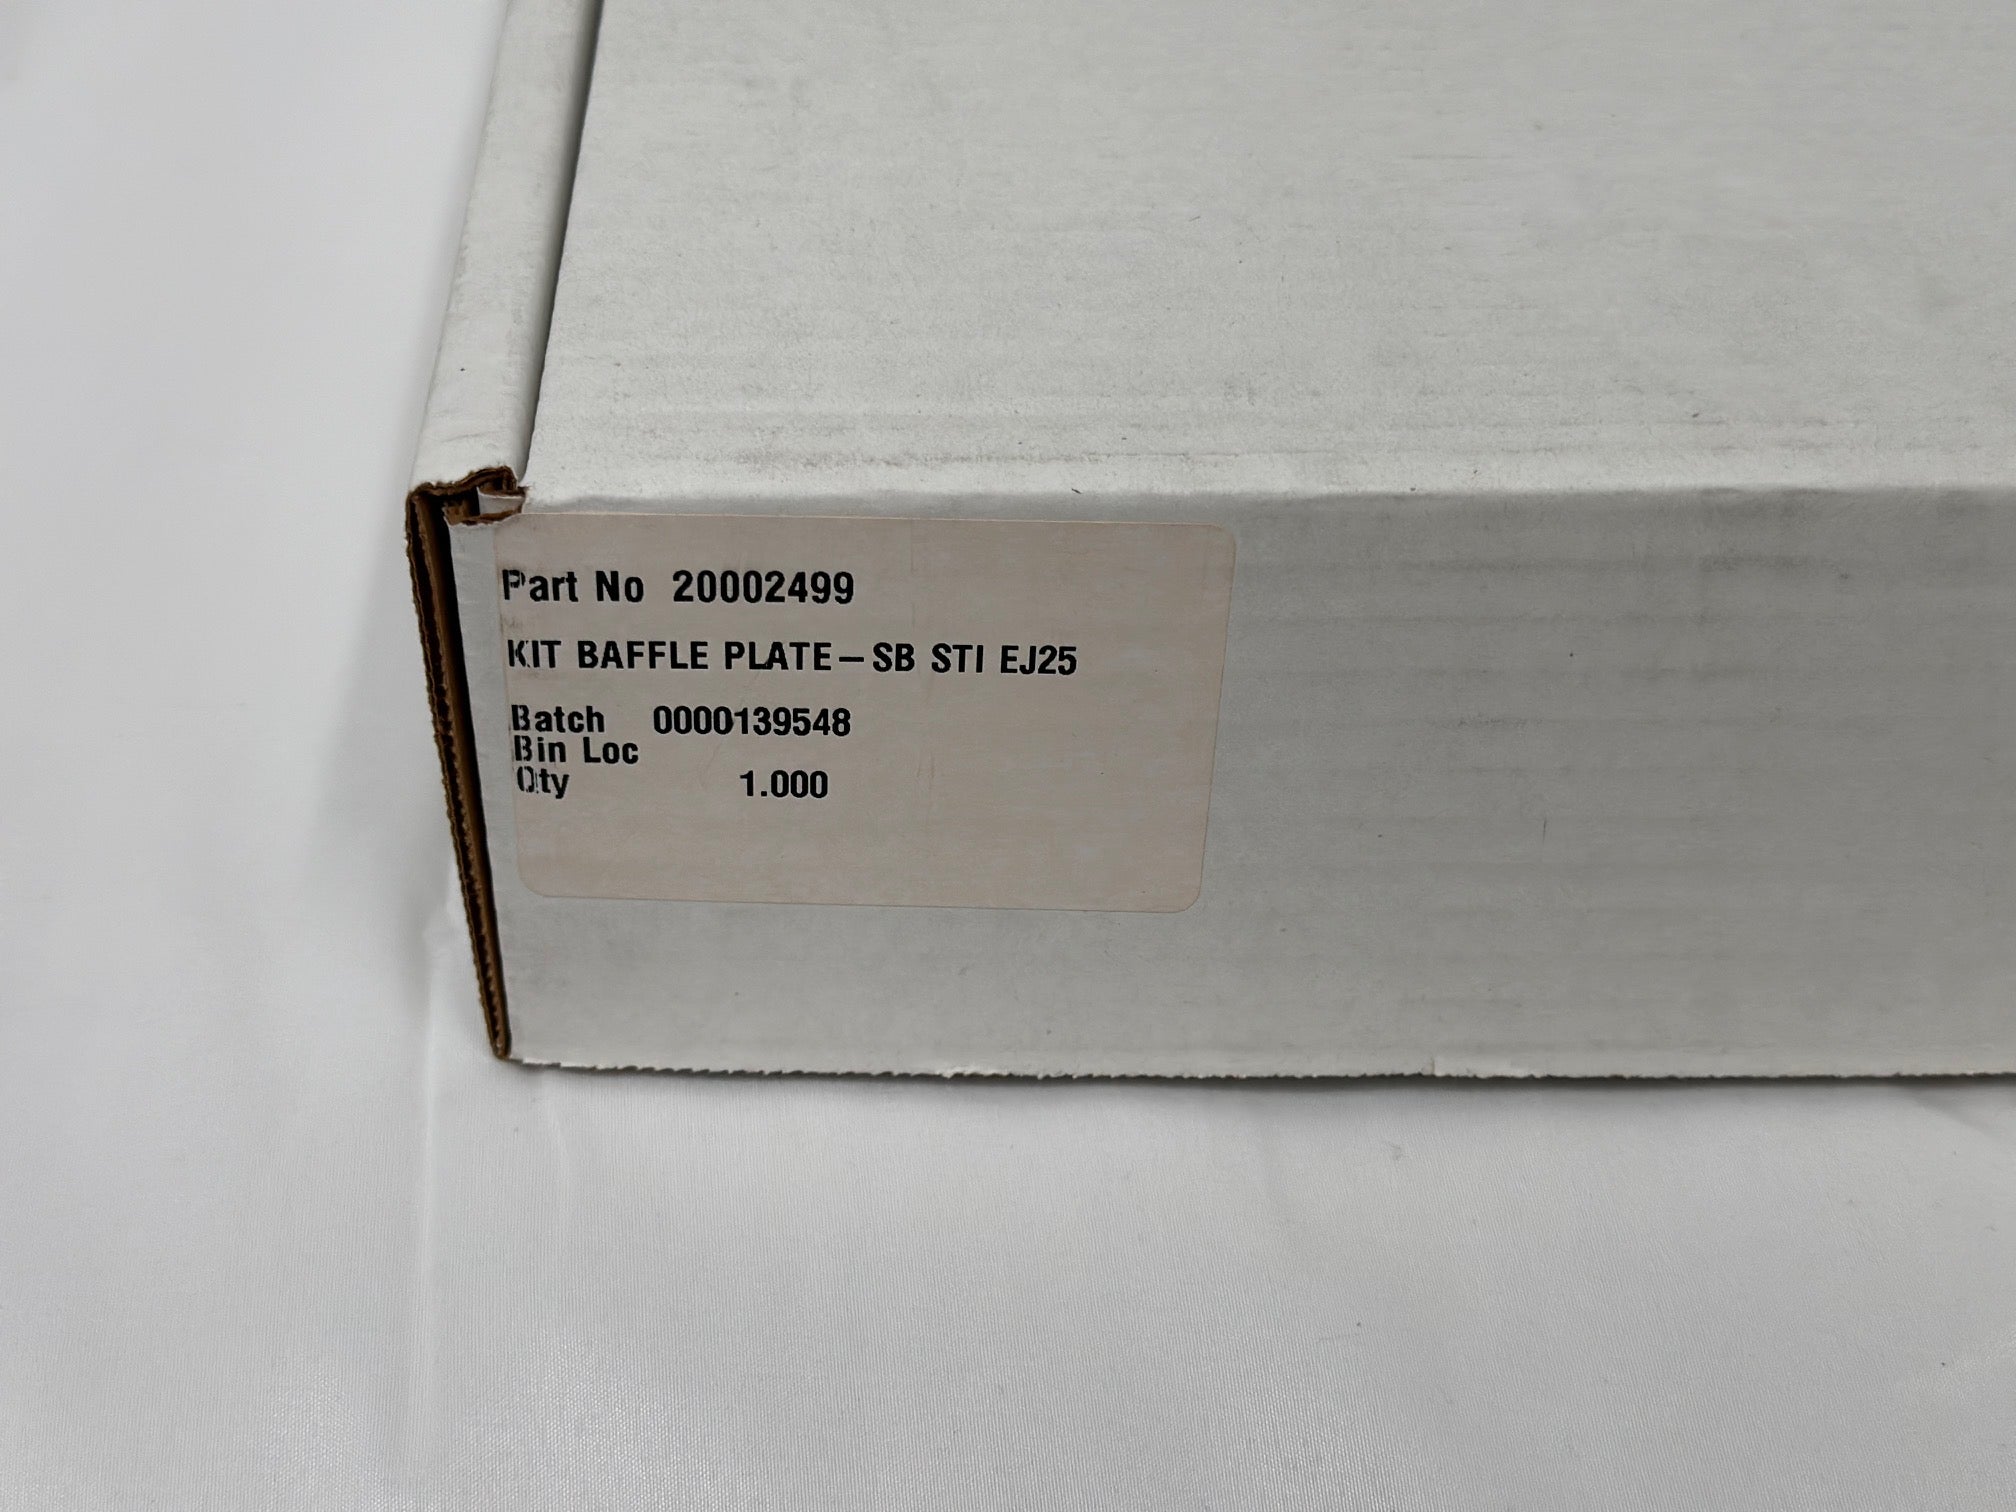 Part No 20002499
KIT BAFFLE PLATE-SB STI EJ25
Batch 0000139548
Bin Loc
Qty 1.000